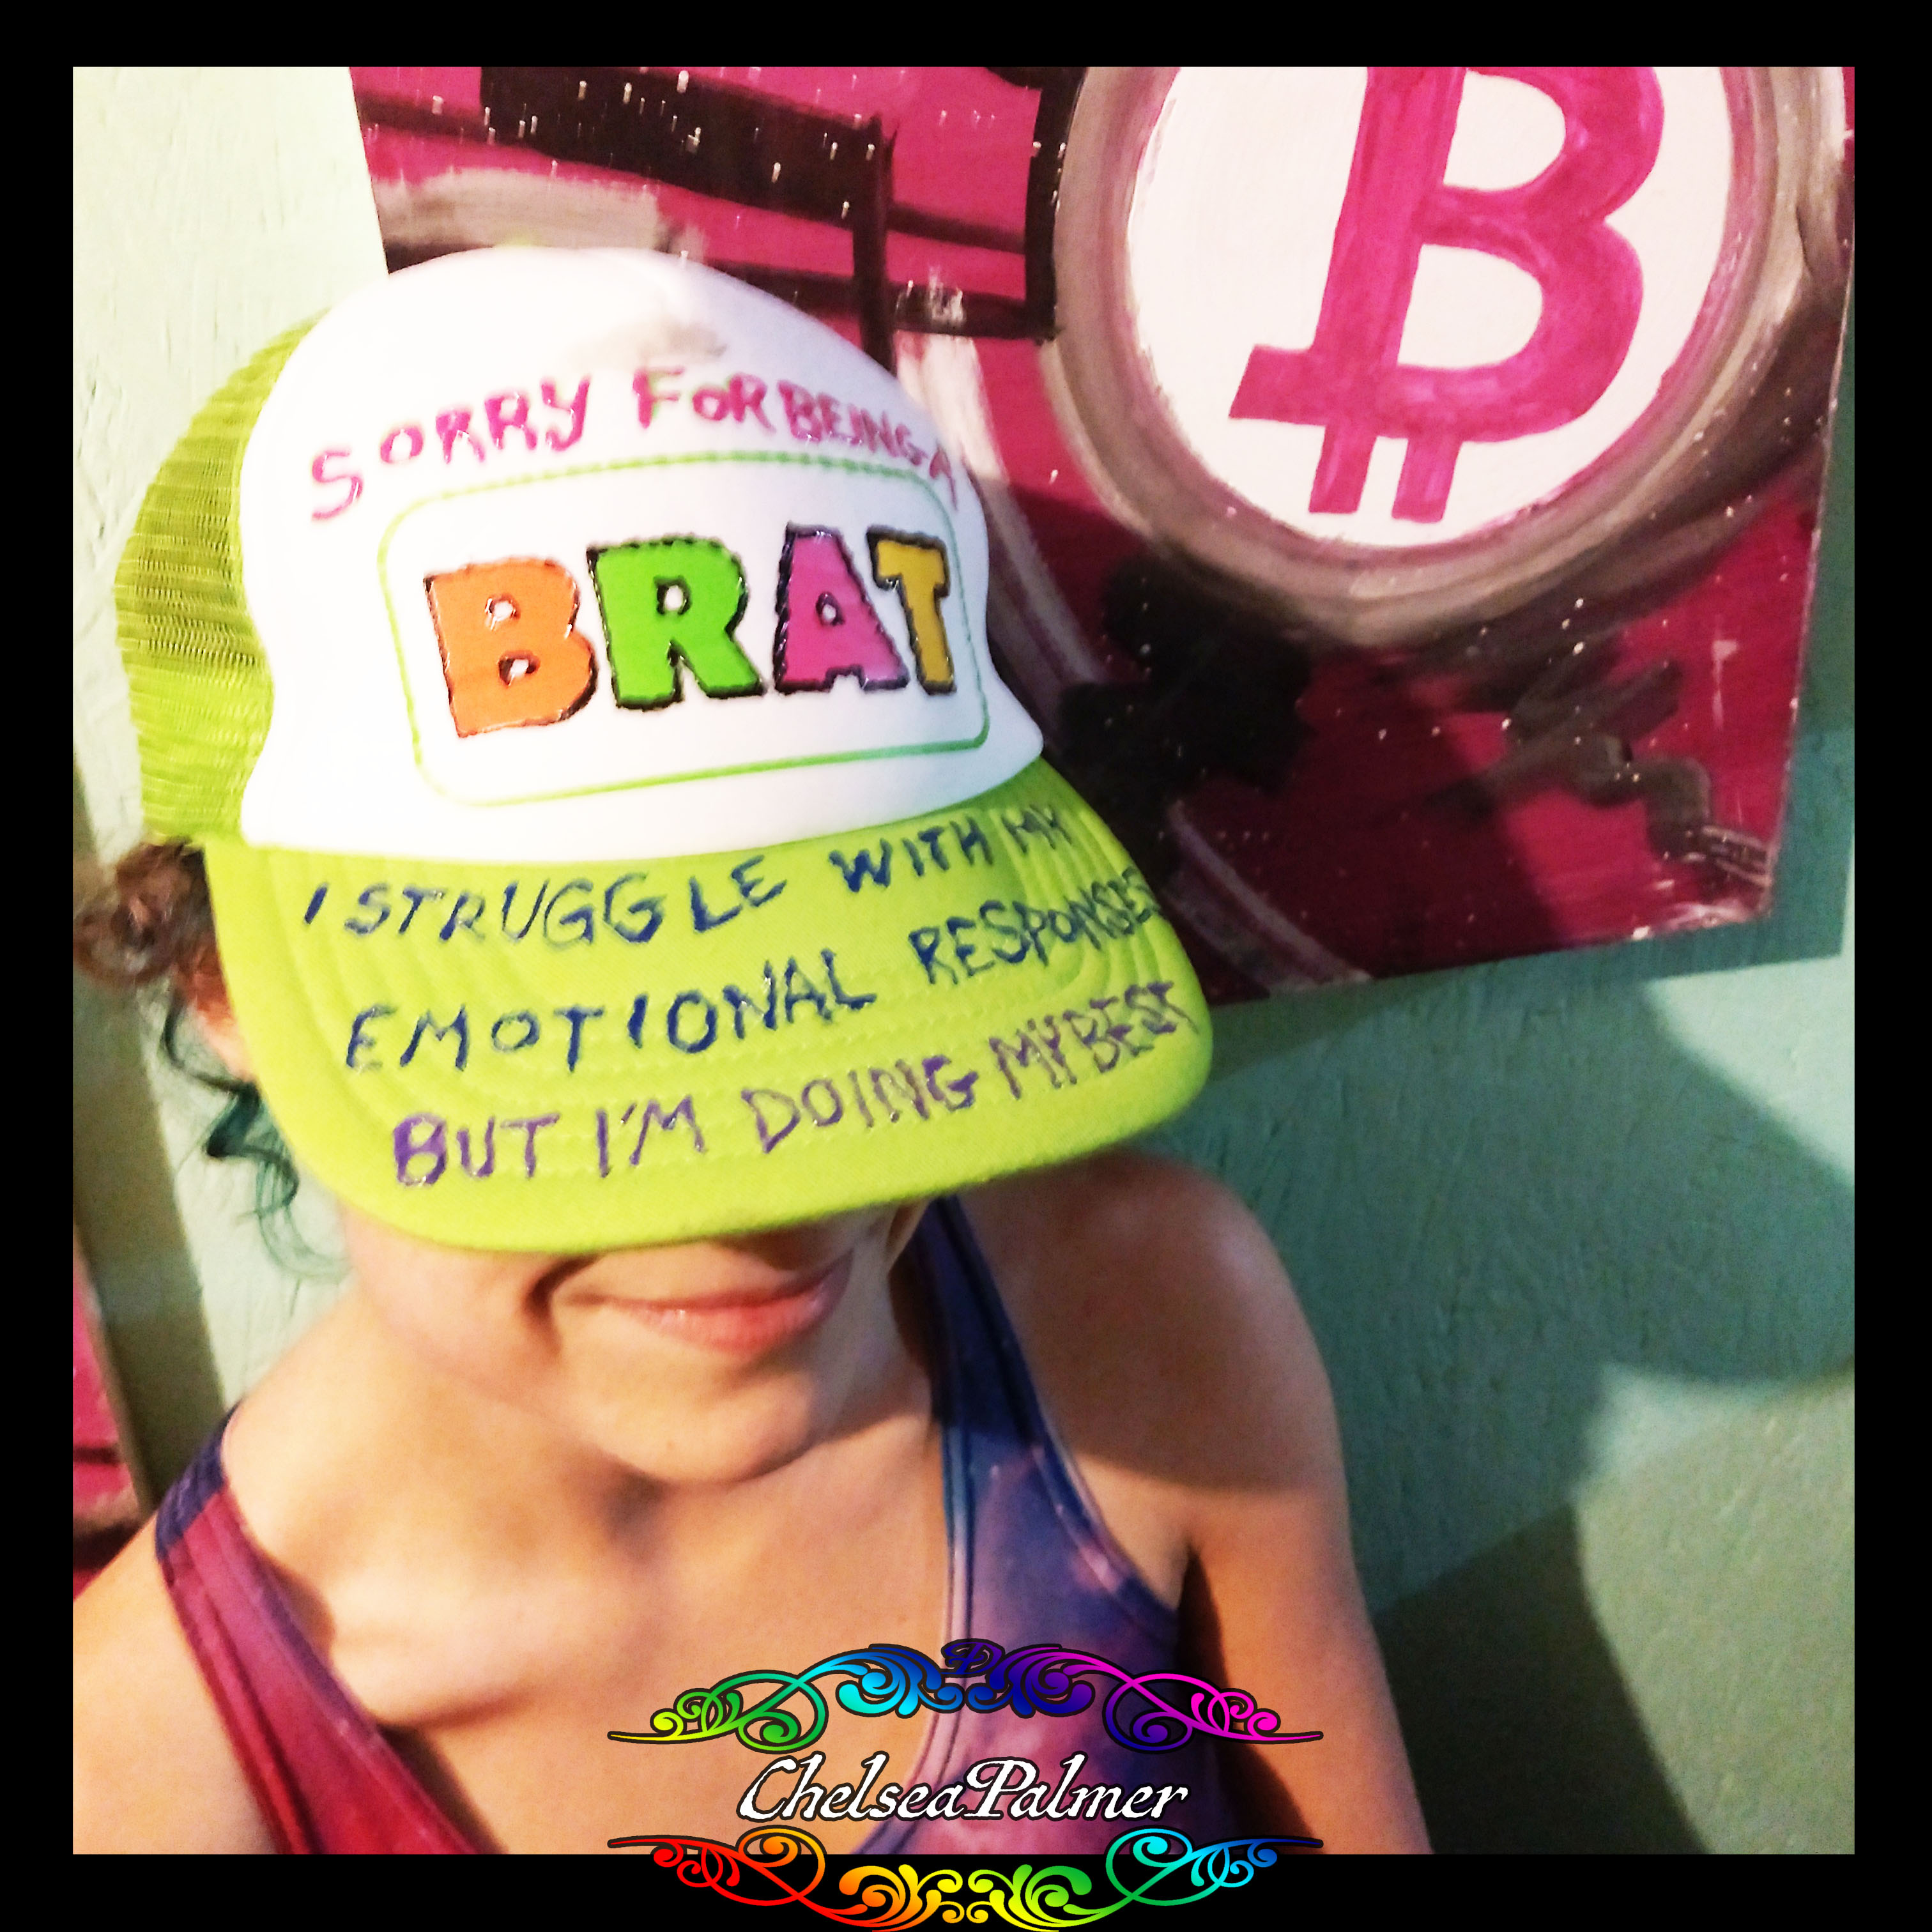 SORRY FOR BEING A
BRAT
I STRUGGLE WITH MY
EMOTIONAL RESPONSES
BUT I'M DOING MY BEST
ChelseaPalmer